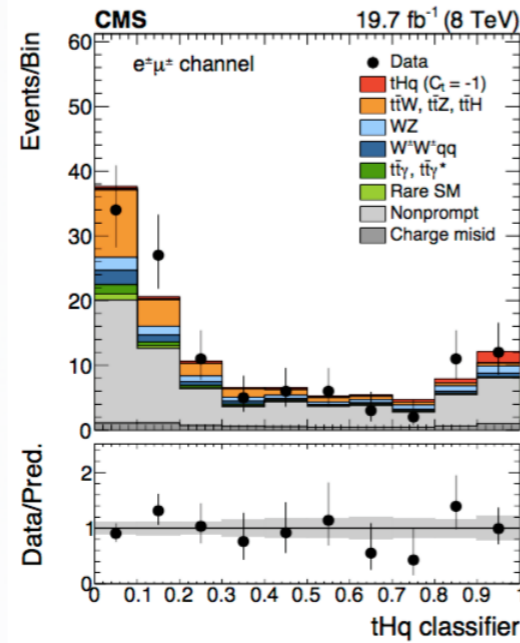 CMS 19.7 fb⁻¹ (8 TeV)
Events/Bin
60
50
40
30
20
10
0
e±μ± channel
Data
tHq (Cₜ = -1)
tt̄W, tt̄Z, tt̄H
WZ
W±W±qq
tt̄γ, tt̄γ*
Rare SM
Nonprompt
Charge misid
Data/Pred.
2
1
0
0 0.1 0.2 0.3 0.4 0.5 0.6 0.7 0.8 0.9 1
tHq classifier